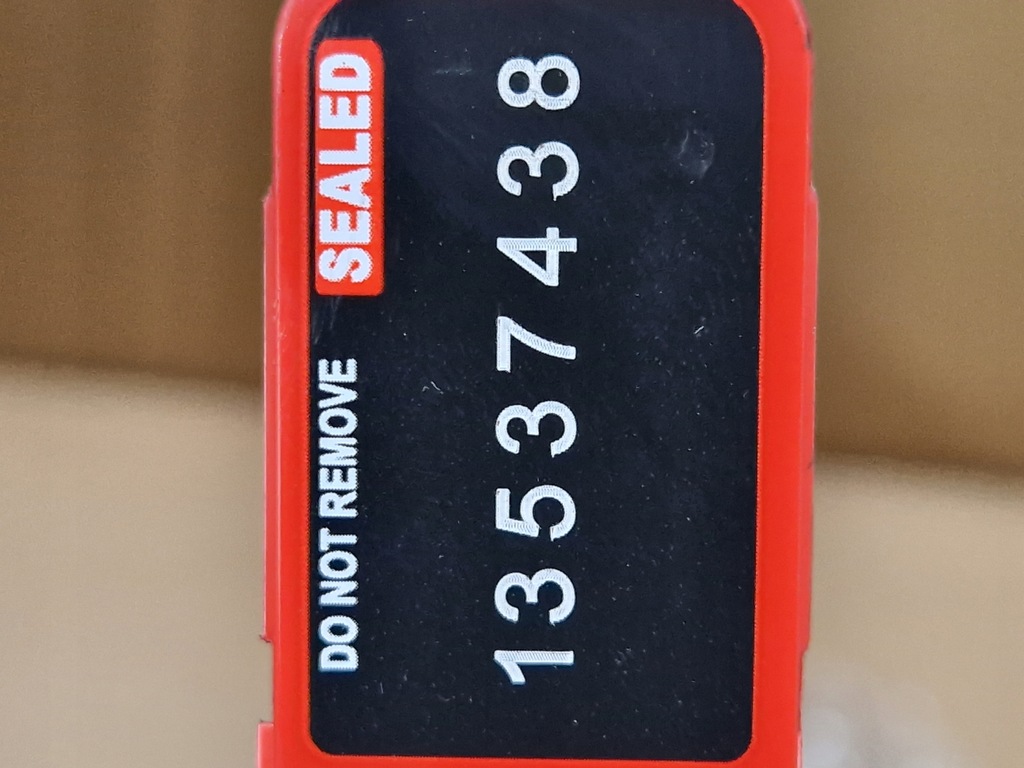 DO NOT REMOVE SEALED
13537438